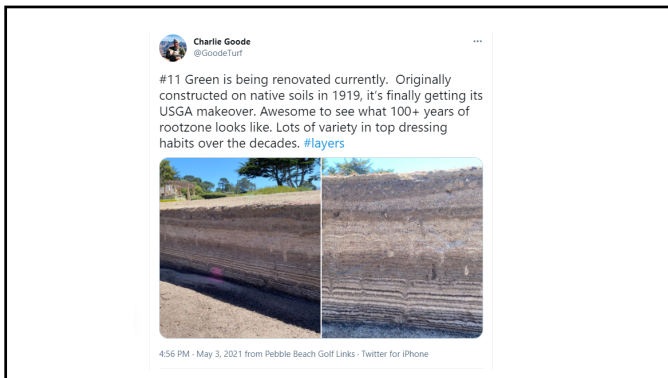 Charlie Goode
@GoodeTurf
#11 Green is being renovated currently. Originally
constructed on native soils in 1919, it's finally getting its
USGA makeover. Awesome to see what 100+ years of
rootzone looks like. Lots of variety in top dressing
habits over the decades. #layers
4:56 PM · May 3, 2021 from Pebble Beach Golf Links · Twitter for iPhone